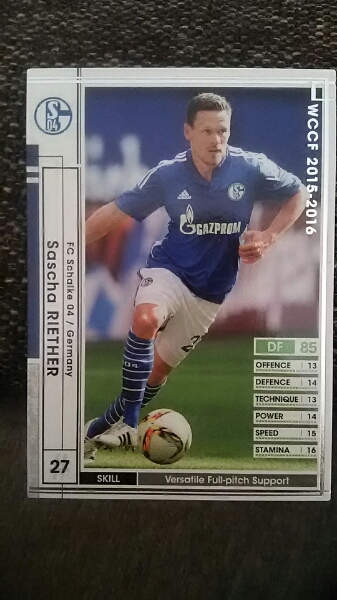 S
04
WCCF 2015-2016
GAZPROM
FC Schalke 04 / Germany
Sascha RIETHER
DF 85
OFFENCE 13
DEFENCE 14
TECHNIQUE 13
POWER 14
SPEED 15
STAMINA 16
27
SKILL Versatile Full-pitch Support